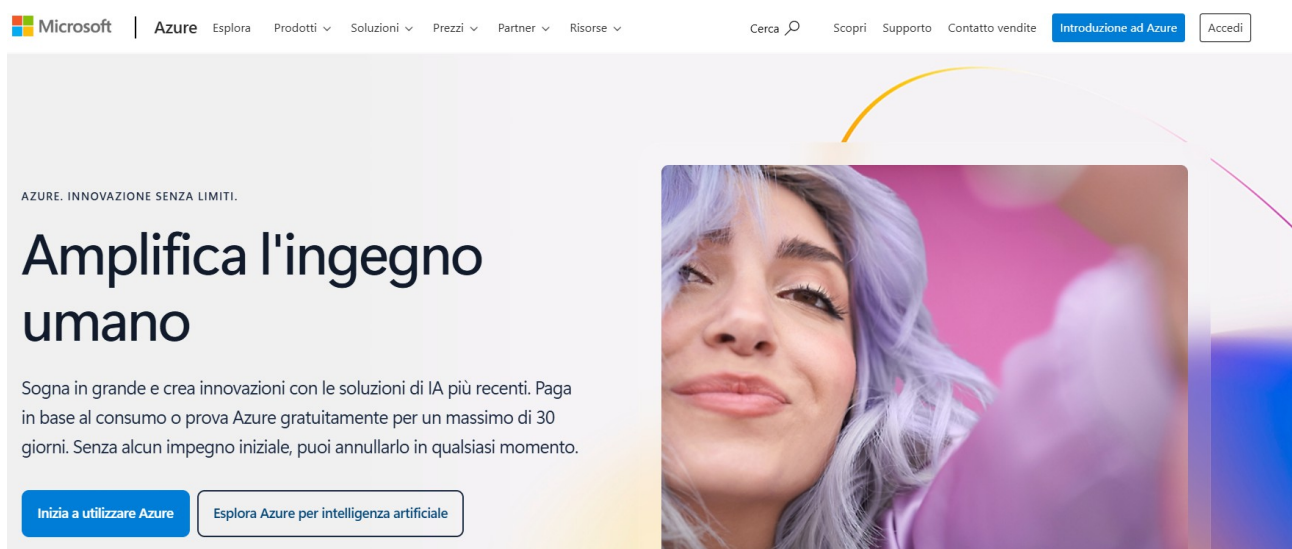 Microsoft Azure Esplora Prodotti Soluzioni Prezzi Partner Risorse Cerca Scopri Supporto Contatto vendite Introduzione ad Azure Accedi
AZURE. INNOVAZIONE SENZA LIMITI.
Amplifica l'ingegno
umano
Sogna in grande e crea innovazioni con le soluzioni di IA più recenti. Paga
in base al consumo o prova Azure gratuitamente per un massimo di 30
giorni. Senza alcun impegno iniziale, puoi annullarlo in qualsiasi momento.
Inizia a utilizzare Azure Esplora Azure per intelligenza artificiale